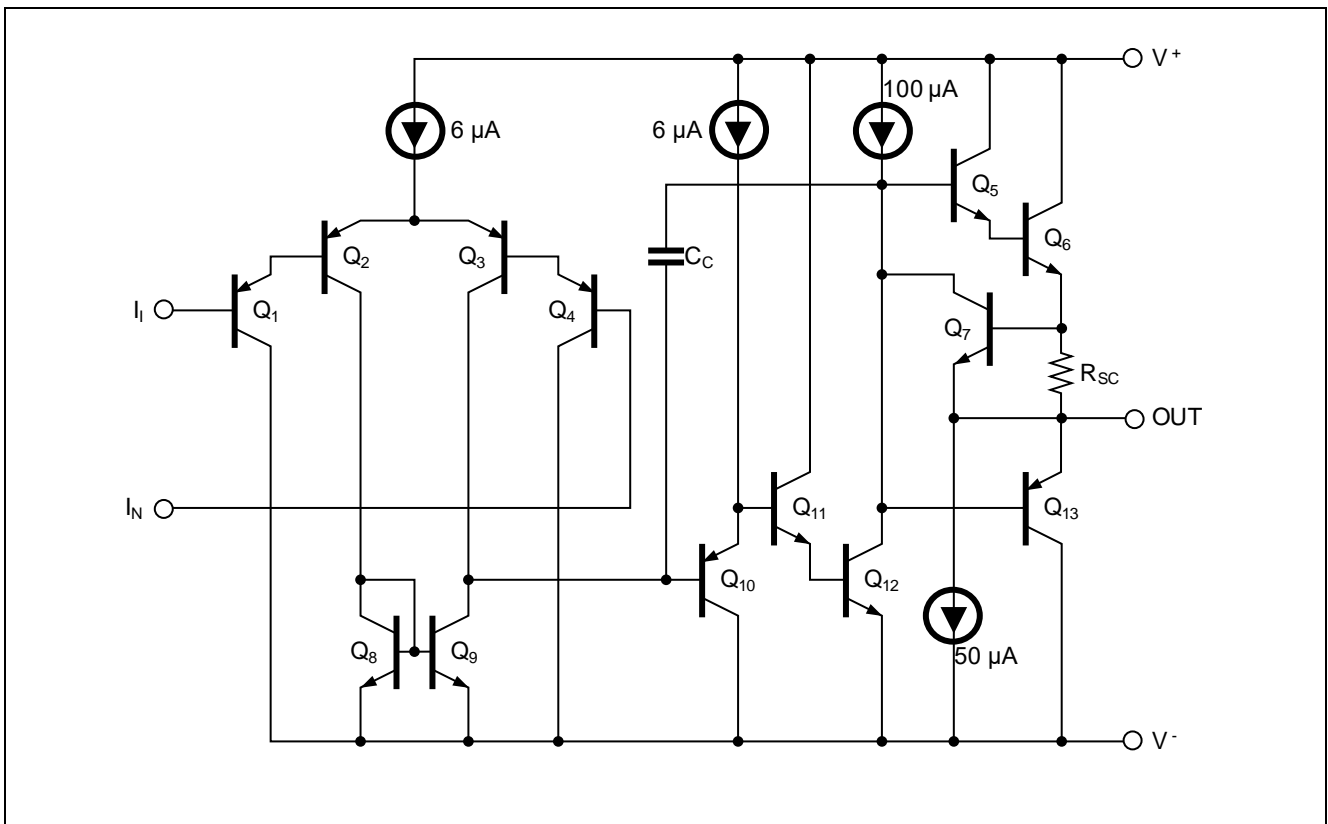 V+
100 µA
6 µA
6 µA
Q5
Q6
Q2
Q3
CC
Q1
Q4
II
Q7
RSC
OUT
IN
Q11
Q13
Q10
Q12
Q8
Q9
50 µA
V-